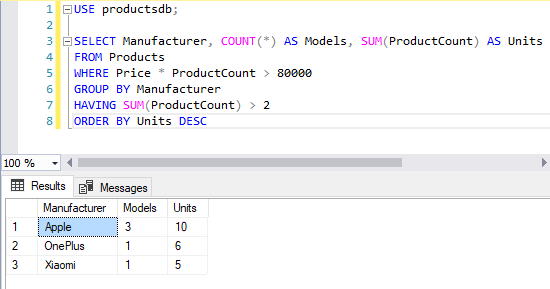 1 USE productsdb;
2
3 SELECT Manufacturer, COUNT(*) AS Models, SUM(ProductCount) AS Units
4 FROM Products
5 WHERE Price * ProductCount > 80000
6 GROUP BY Manufacturer
7 HAVING SUM(ProductCount) > 2
8 ORDER BY Units DESC
100 %
Results Messages
Manufacturer Models Units
1 Apple 3 10
2 OnePlus 1 6
3 Xiaomi 1 5